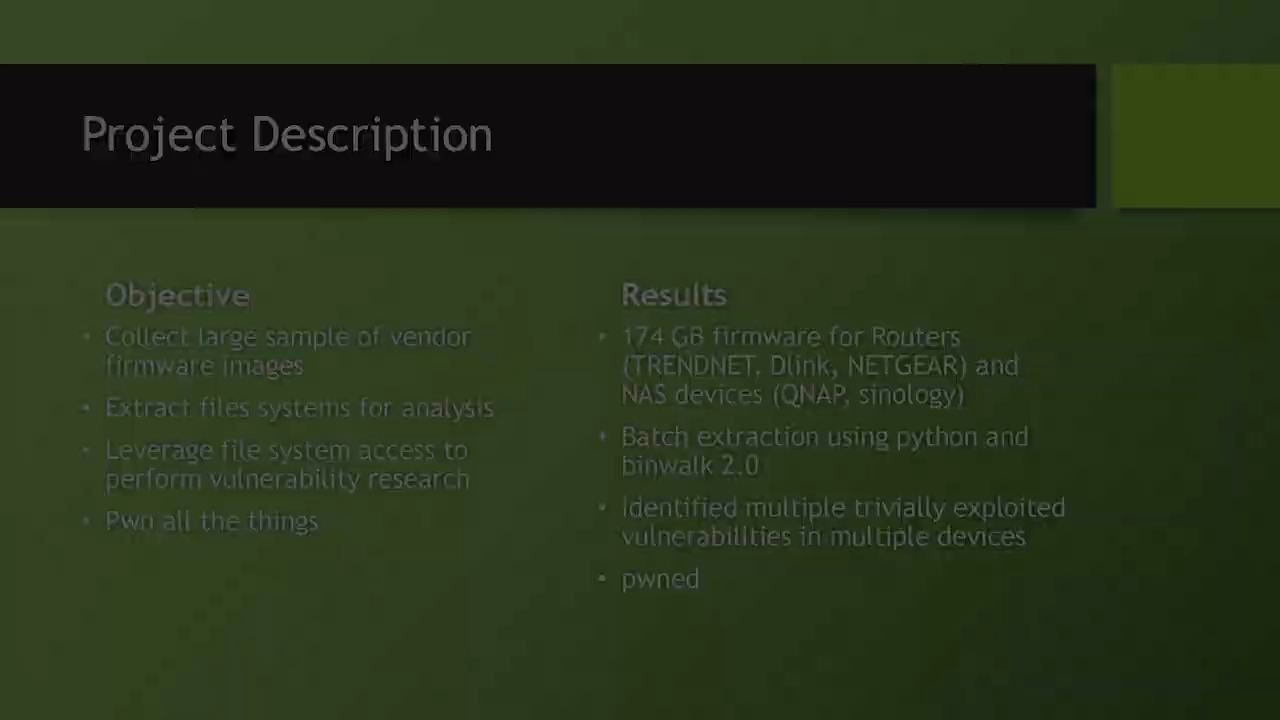 Project Description
Objective
• Collect large sample of vendor
firmware images
• Extract files systems for analysis
• Leverage file system access to
perform vulnerability research
• Pwn all the things
Results
• 174 GB firmware for Routers
(TRENDNET, Dlink, NETGEAR) and
NAS devices (QNAP, sinology)
• Batch extraction using python and
binwalk 2.0
• Identified multiple trivially exploited
vulnerabilities in multiple devices
• pwned